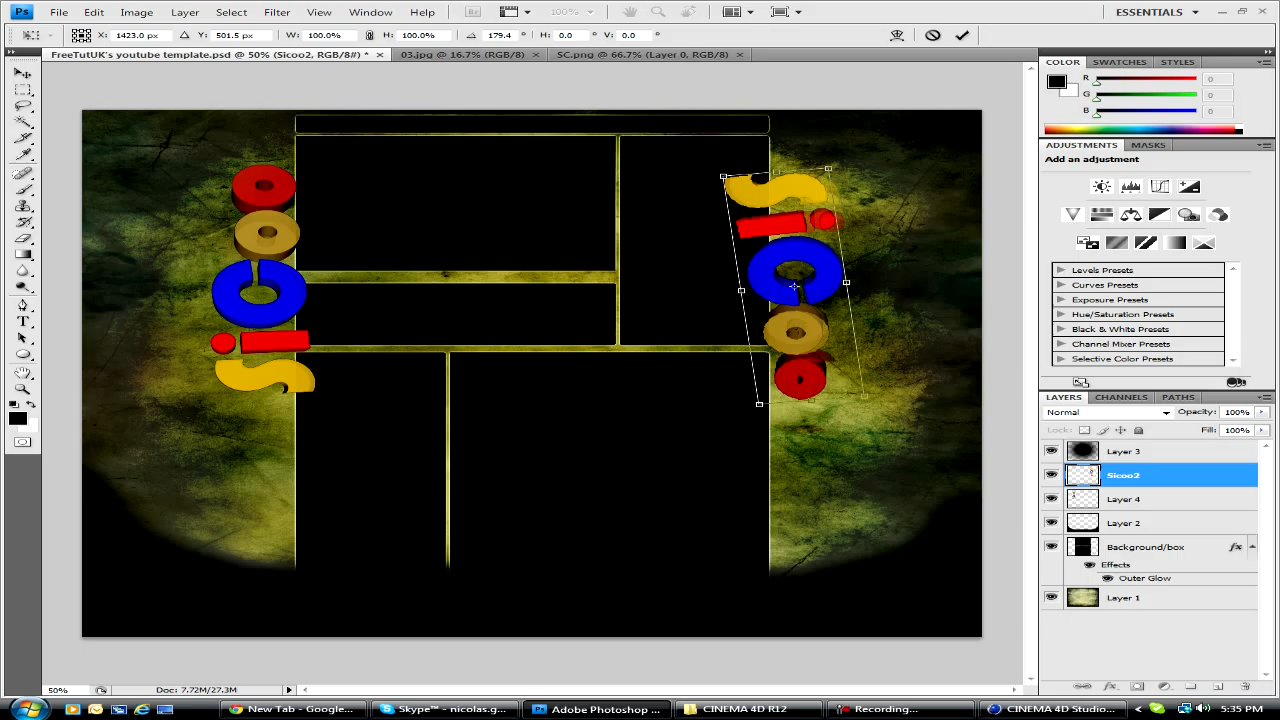 Ps File Edit Image Layer Select Filter View Window Help Br 100% ESSENTIALS
X: 1423.0 px Y: 501.5 px W: 100.0% H: 100.0% 179.4 ° H: 0.0 ° V: 0.0 °
FreeTutUK's youtube template.psd @ 50% (Sicoo2, RGB/8#) * × 03.jpg @ 16.7% (RGB/8) × SC.png @ 66.7% (Layer 0, RGB/8) ×
COLOR SWATCHES STYLES
R 0
G 0
B 0
ADJUSTMENTS MASKS
Add an adjustment
Levels Presets
Curves Presets
Exposure Presets
Hue/Saturation Presets
Black & White Presets
Channel Mixer Presets
Selective Color Presets
LAYERS CHANNELS PATHS
Normal Opacity: 100%
Lock: Fill: 100%
Layer 3
Sicoo2
Layer 4
Layer 2
Background/box fx
Effects
Outer Glow
Layer 1
Sicoo
Sicoo
50% Doc: 7.72M/27.3M
New Tab - Google... Skype™ - nicolas.g... Adobe Photoshop ... CINEMA 4D R12 Recording... CINEMA 4D Studio... 5:35 PM